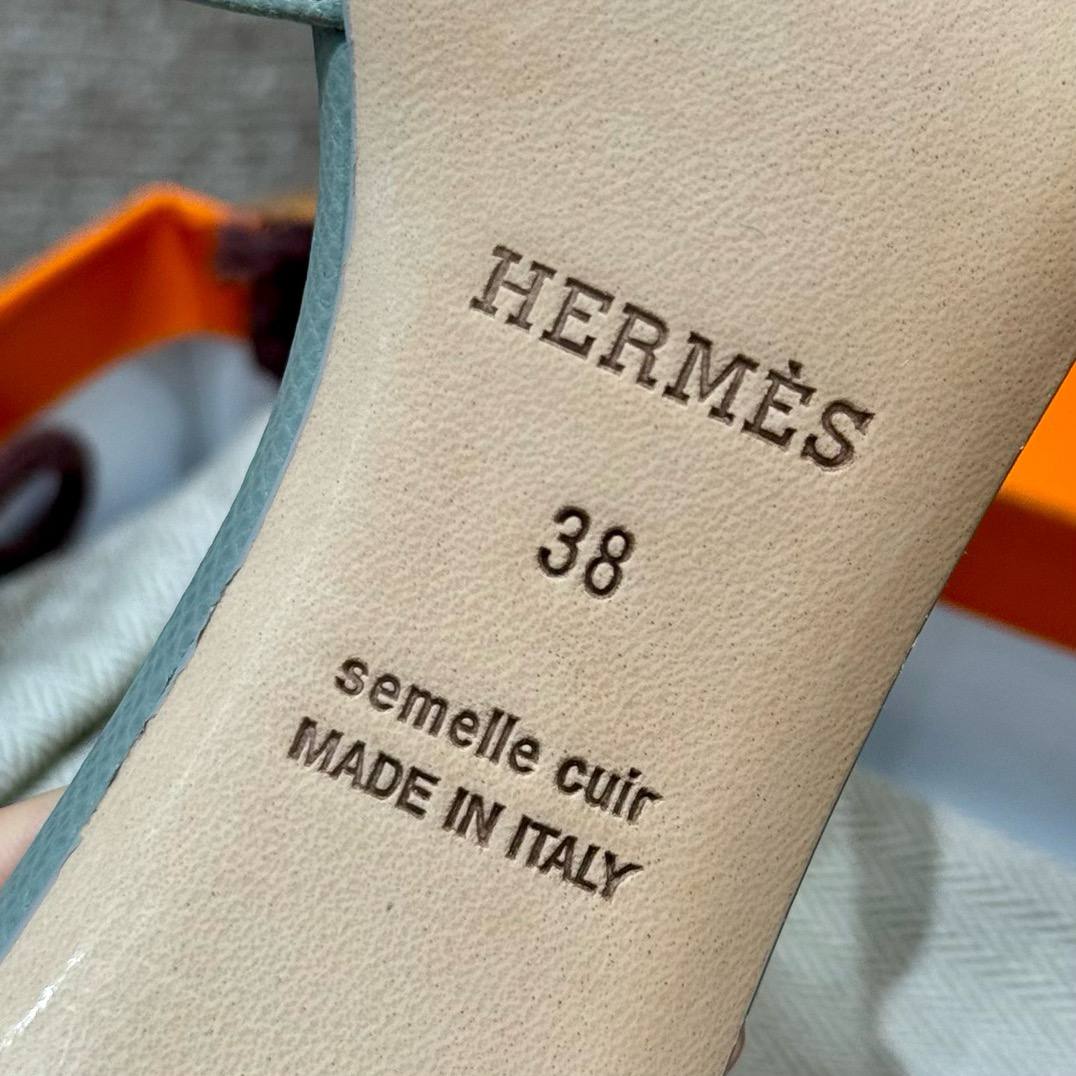 HERMÈS
38
semelle cuir
MADE IN ITALY